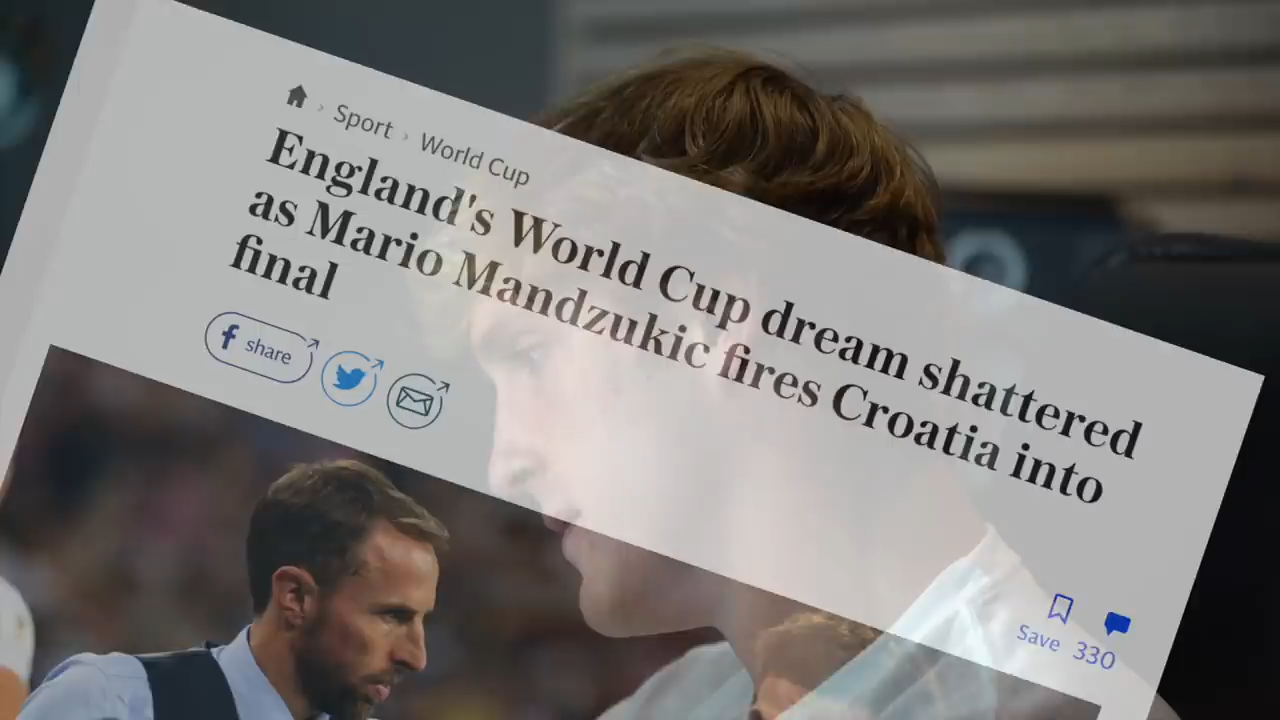 Sport › World Cup
England's World Cup dream shattered
as Mario Mandzukic fires Croatia into
final
f share
Save 330